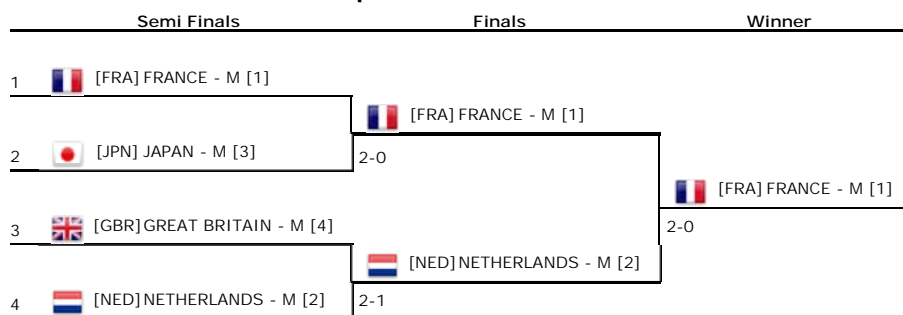 Semi Finals Finals Winner
1 [FRA] FRANCE - M [1]
[FRA] FRANCE - M [1]
2 [JPN] JAPAN - M [3] 2-0
[FRA] FRANCE - M [1]
3 [GBR] GREAT BRITAIN - M [4] 2-0
[NED] NETHERLANDS - M [2]
4 [NED] NETHERLANDS - M [2] 2-1